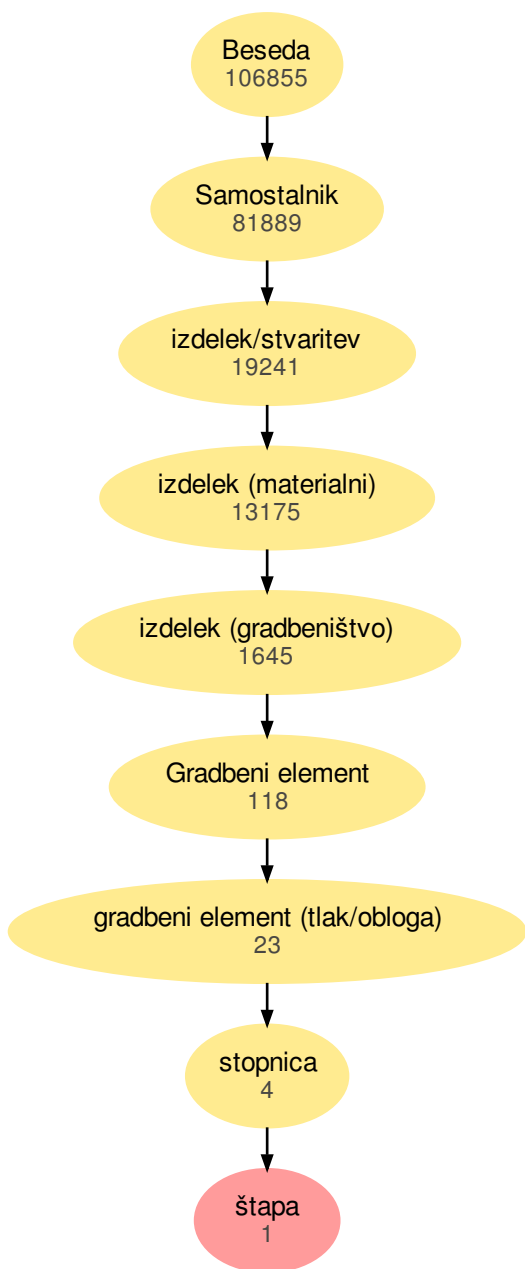 Beseda
106855
Samostalnik
81889
izdelek/stvaritev
19241
izdelek (materialni)
13175
izdelek (gradbeništvo)
1645
Gradbeni element
118
gradbeni element (tlak/obloga)
23
stopnica
4
štapa
1